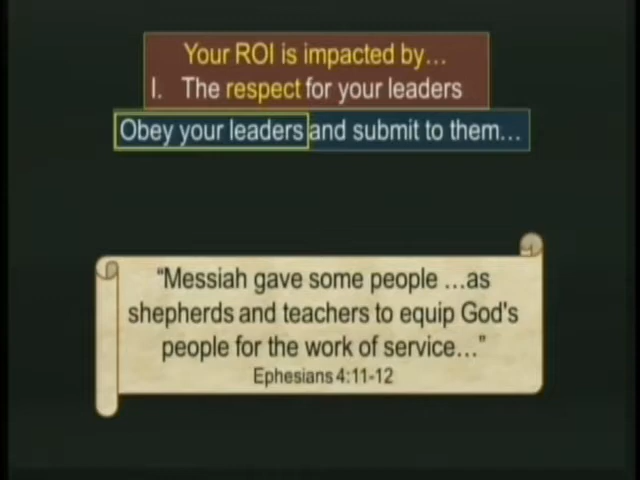 Your ROI is impacted by...
I. The respect for your leaders
Obey your leaders and submit to them...
“Messiah gave some people ...as
shepherds and teachers to equip God's
people for the work of service...”
Ephesians 4:11-12